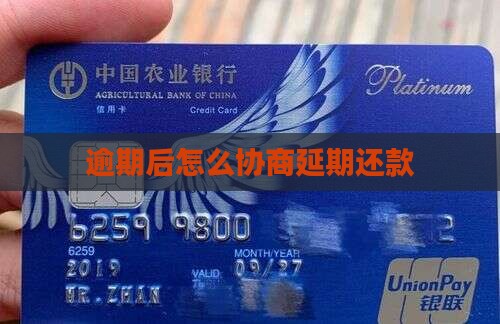 中国农业银行
AGRICULTURAL BANK OF CHINA
信用卡 Credit Card
Platinum
逾期后怎么协商延期还款
6259 9800 2
6259
MONTH/YEAR
2019 VALID 09/27
MR.ZHAN
UnionPay
银联